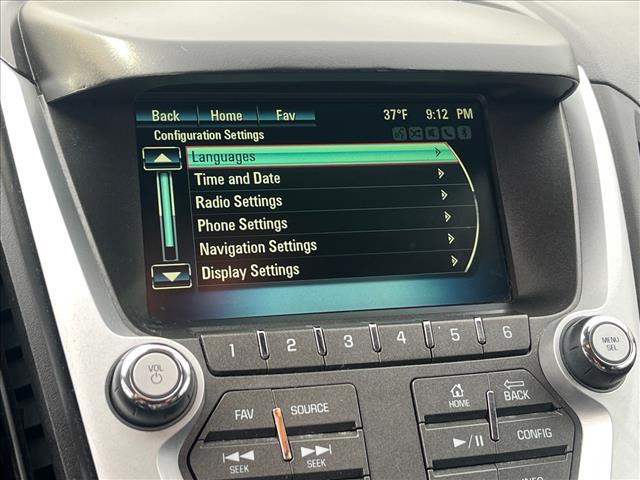 Back Home Fav 37°F 9:12 PM
Configuration Settings
Languages
Time and Date
Radio Settings
Phone Settings
Navigation Settings
Display Settings
1 2 3 4 5 6
VOL
MENU
SEL
FAV SOURCE
HOME BACK
SEEK SEEK
CONFIG
INFO